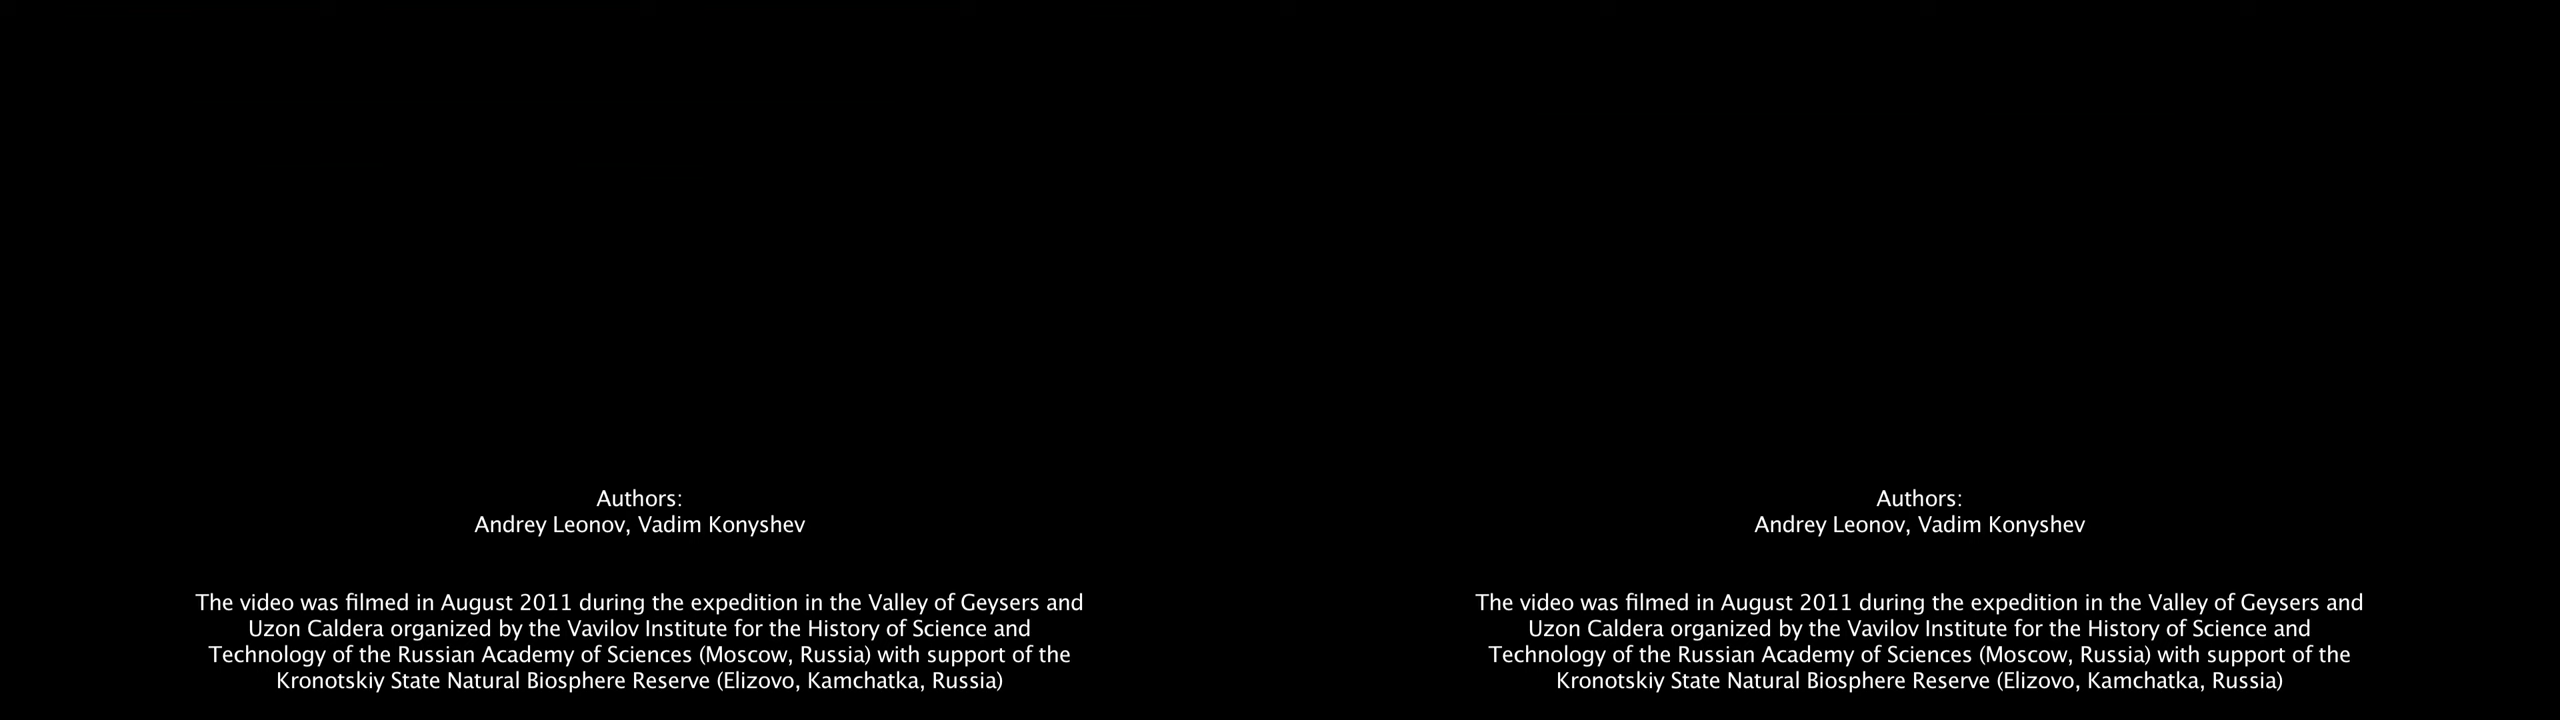 Authors:
Andrey Leonov, Vadim Konyshev
The video was filmed in August 2011 during the expedition in the Valley of Geysers and
Uzon Caldera organized by the Vavilov Institute for the History of Science and
Technology of the Russian Academy of Sciences (Moscow, Russia) with support of the
Kronotskiy State Natural Biosphere Reserve (Elizovo, Kamchatka, Russia)
Authors:
Andrey Leonov, Vadim Konyshev
The video was filmed in August 2011 during the expedition in the Valley of Geysers and
Uzon Caldera organized by the Vavilov Institute for the History of Science and
Technology of the Russian Academy of Sciences (Moscow, Russia) with support of the
Kronotskiy State Natural Biosphere Reserve (Elizovo, Kamchatka, Russia)